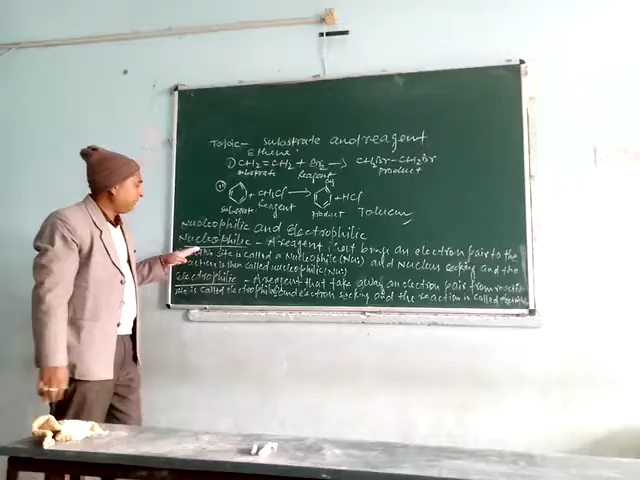 Topic- Substrate and reagent
Ethene
① CH2=CH2 + Br2 → CH2Br-CH2Br
Substrate Reagent product
② + CH3Cl → CH3 + HCl
Substrate Reagent product Toluene
Nucleophilic and Electrophilic
Nucleophilic - A reagent that brings an electron pair to the
site is called a Nucleophile (Nu:) and Nucleus seeking and the
reaction is then called nucleophilic (Nu:)
Electrophilic - A reagent that take away an electron pair from reaction
site is called electrophile and electron seeking and the reaction is called